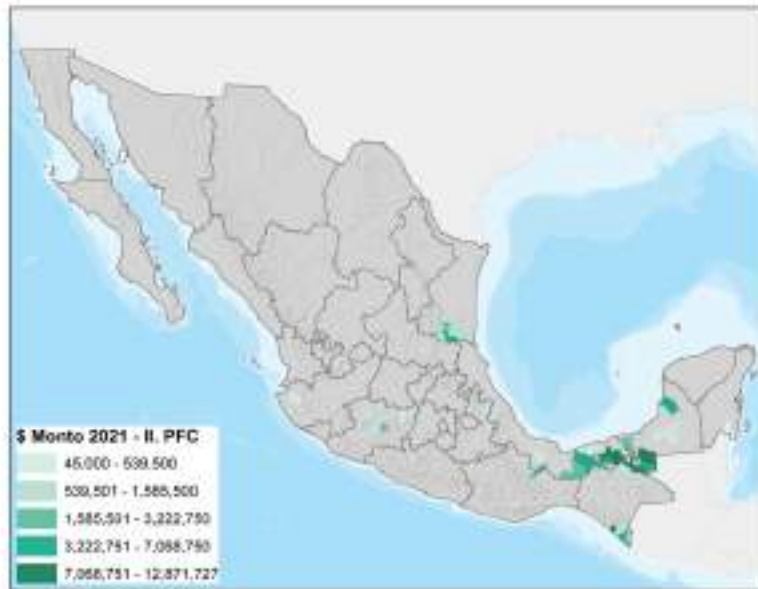 $ Monto 2021 - II. PFC
45,000 - 539,500
539,501 - 1,585,500
1,585,501 - 3,222,750
3,222,751 - 7,068,750
7,068,751 - 12,871,727